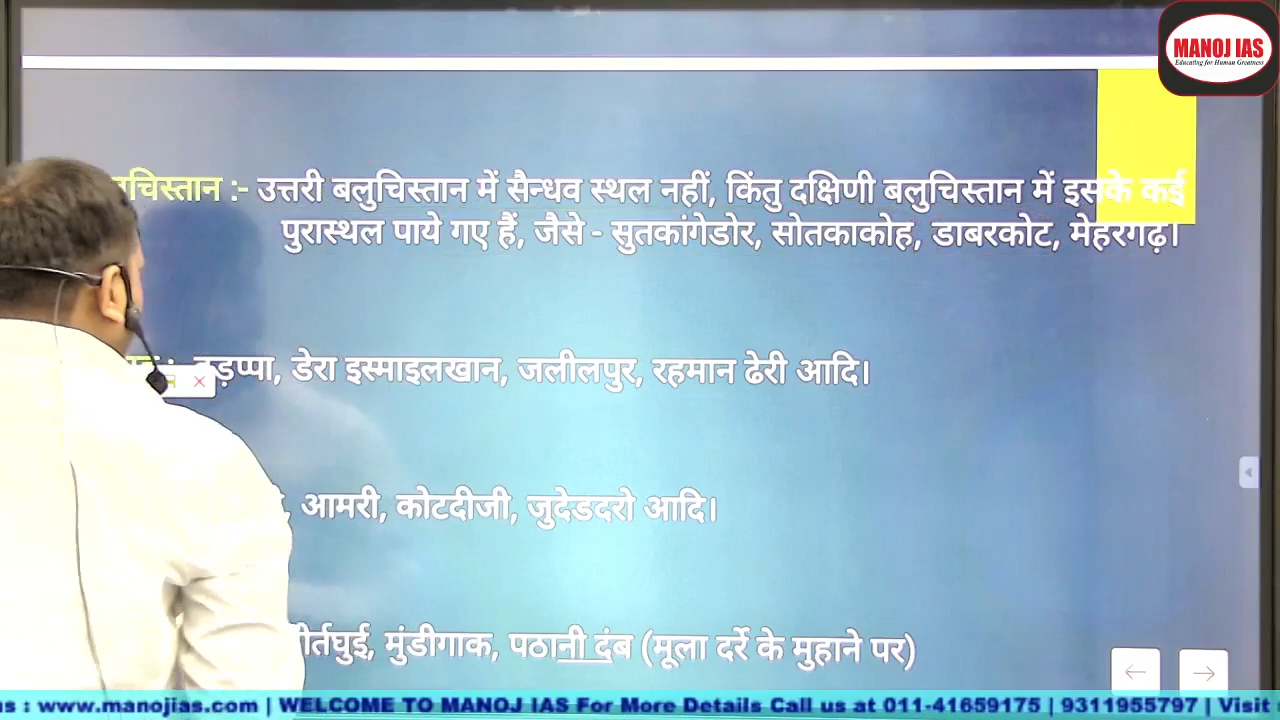 MANOJ IAS
Educating for Human Greatness
:- उत्तरी बलुचिस्तान में सैन्धव स्थल नहीं, किंतु दक्षिणी बलुचिस्तान में इसके कई
पुरास्थल पाये गए हैं, जैसे - सुतकांगेडोर, सोतकाकोह, डाबरकोट, मेहरगढ़।
डेरा इस्माइलखान, जलीलपुर, रहमान ढेरी आदि।
, आमरी, कोटदीजी, जुदेडदरो आदि।
मुंडीगाक, पठानी दंब (मूला दर्रे के मुहाने पर)
: www.manojias.com | WELCOME TO MANOJ IAS For More Details Call us at 011-41659175 | 9311955797 | Visit